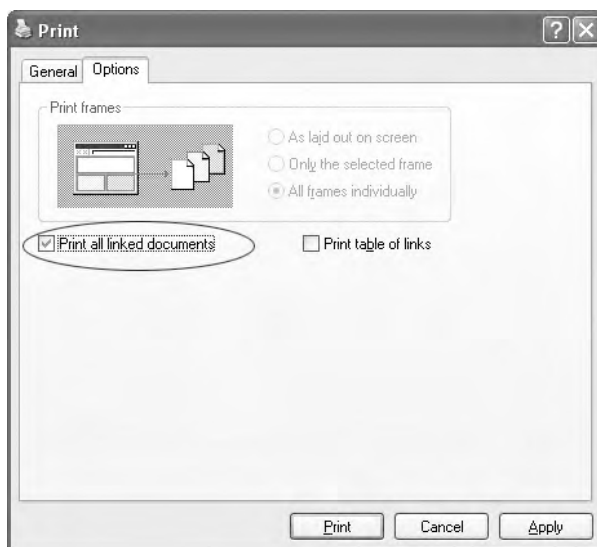 Print
General Options
Print frames
As laid out on screen
Only the selected frame
All frames individually
Print all linked documents
Print table of links
Print Cancel Apply